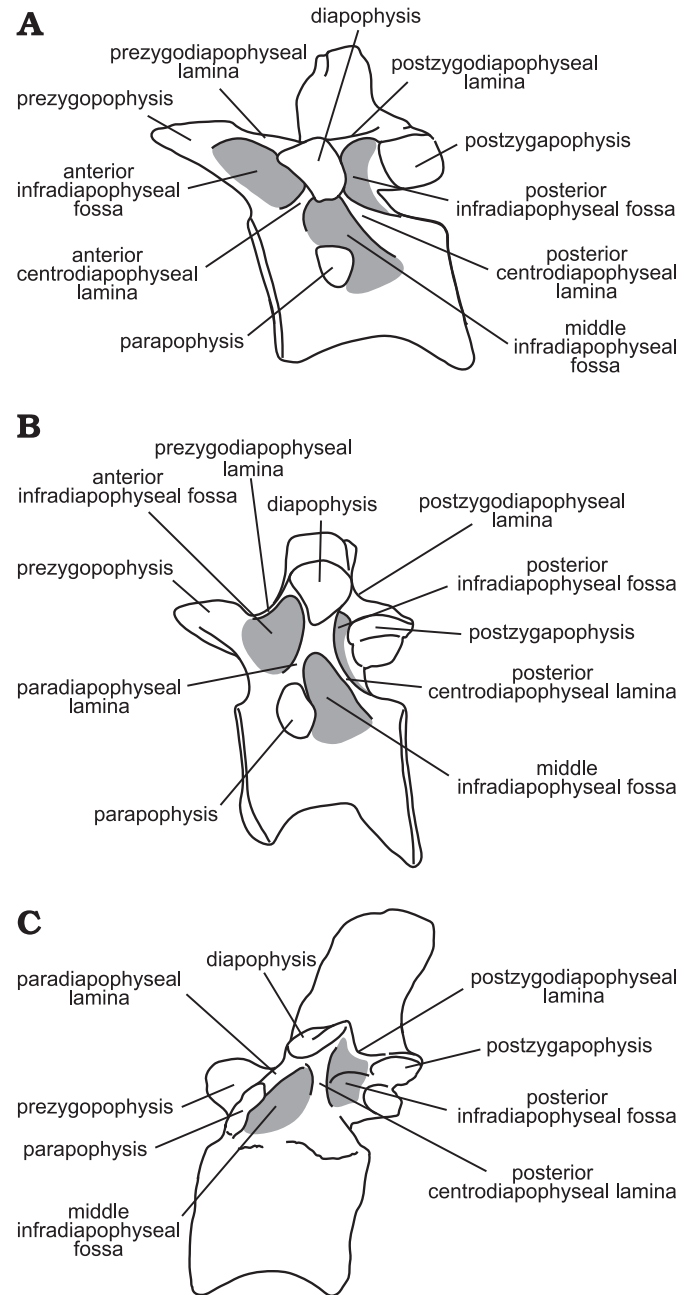 A
diapophysis
prezygodiapophyseal
lamina
postzygodiapophyseal
lamina
prezygopophysis
postzygapophysis
anterior
infradiapophyseal
fossa
posterior
infradiapophyseal fossa
anterior
centrodiapophyseal
lamina
posterior
centrodiapophyseal
lamina
parapophysis
middle
infradiapophyseal
fossa
B
prezygodiapophyseal
lamina
anterior
infradiapophyseal fossa
diapophysis
postzygodiapophyseal
lamina
prezygopophysis
posterior
infradiapophyseal fossa
postzygapophysis
paradiapophyseal
lamina
posterior
centrodiapophyseal lamina
middle
infradiapophyseal fossa
parapophysis
C
diapophysis
paradiapophyseal
lamina
postzygodiapophyseal
lamina
postzygapophysis
prezygopophysis
posterior
infradiapophyseal fossa
parapophysis
posterior
centrodiapophyseal lamina
middle
infradiapophyseal
fossa